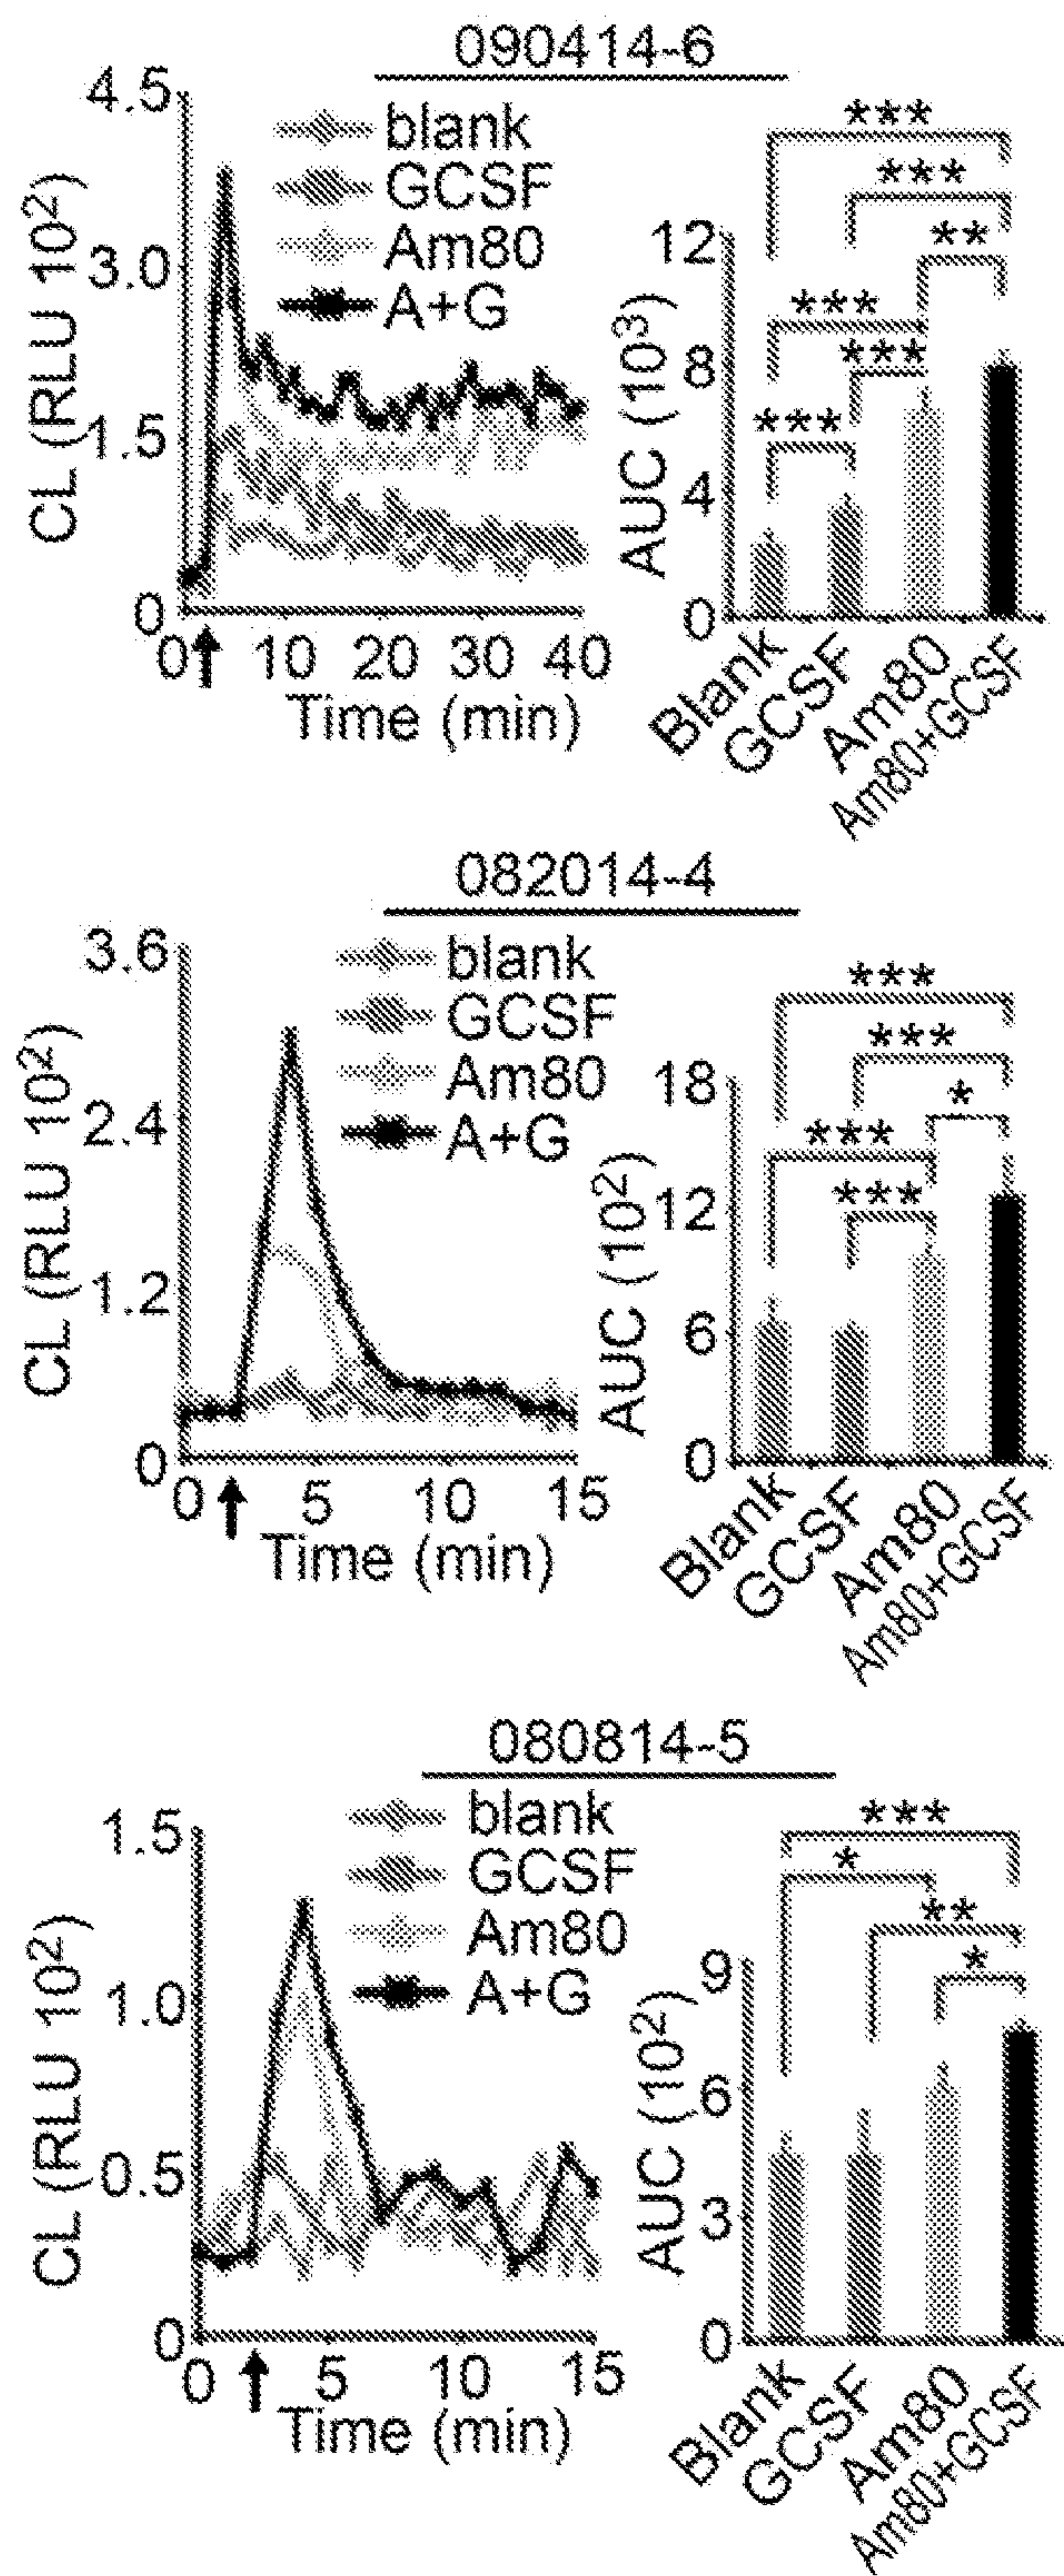 090414-6
4.5
3.0
1.5
0
CL (RLU 10²)
blank
GCSF
Am80
A+G
0 10 20 30 40
Time (min)
***
***
**
***
***
***
12
8
4
0
AUC (10³)
Blank
GCSF
Am80
Am80+GCSF
082014-4
3.6
2.4
1.2
0
CL (RLU 10²)
blank
GCSF
Am80
A+G
0 5 10 15
Time (min)
***
***
*
***
***
18
12
6
0
AUC (10²)
Blank
GCSF
Am80
Am80+GCSF
080814-5
1.5
1.0
0.5
0
CL (RLU 10²)
blank
GCSF
Am80
A+G
0 5 10 15
Time (min)
***
*
**
*
9
6
3
0
AUC (10²)
Blank
GCSF
Am80
Am80+GCSF